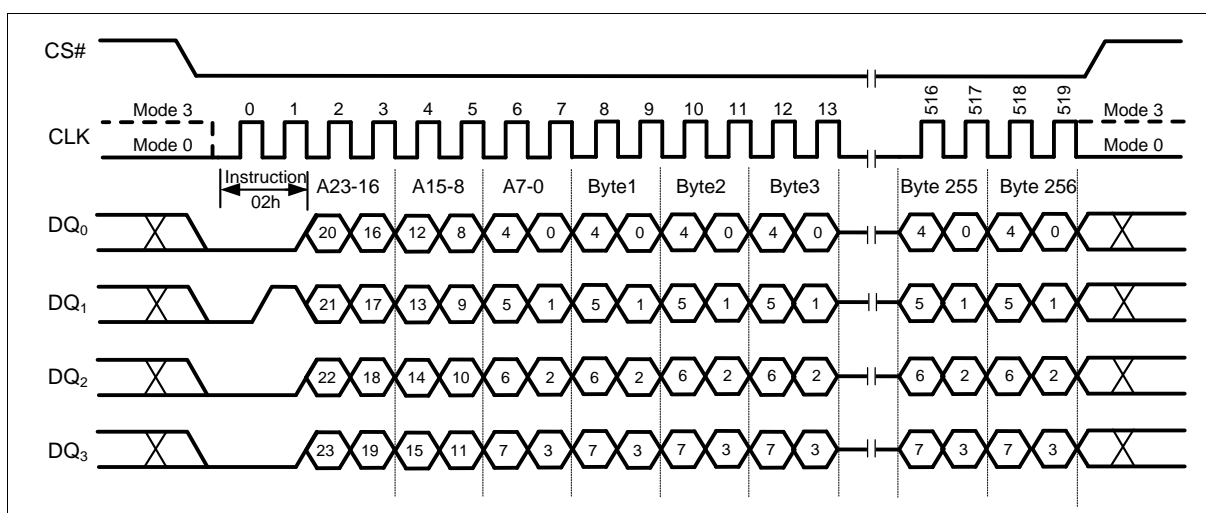 CS#
Mode 3 0 1 2 3 4 5 6 7 8 9 10 11 12 13 516 517 518 519 Mode 3
CLK
Mode 0 Mode 0
Instruction A23-16 A15-8 A7-0 Byte1 Byte2 Byte3 Byte 255 Byte 256
02h
DQ0 20 16 12 8 4 0 4 0 4 0 4 0 4 0 4 0
DQ1 21 17 13 9 5 1 5 1 5 1 5 1 5 1 5 1
DQ2 22 18 14 10 6 2 6 2 6 2 6 2 6 2 6 2
DQ3 23 19 15 11 7 3 7 3 7 3 7 3 7 3 7 3